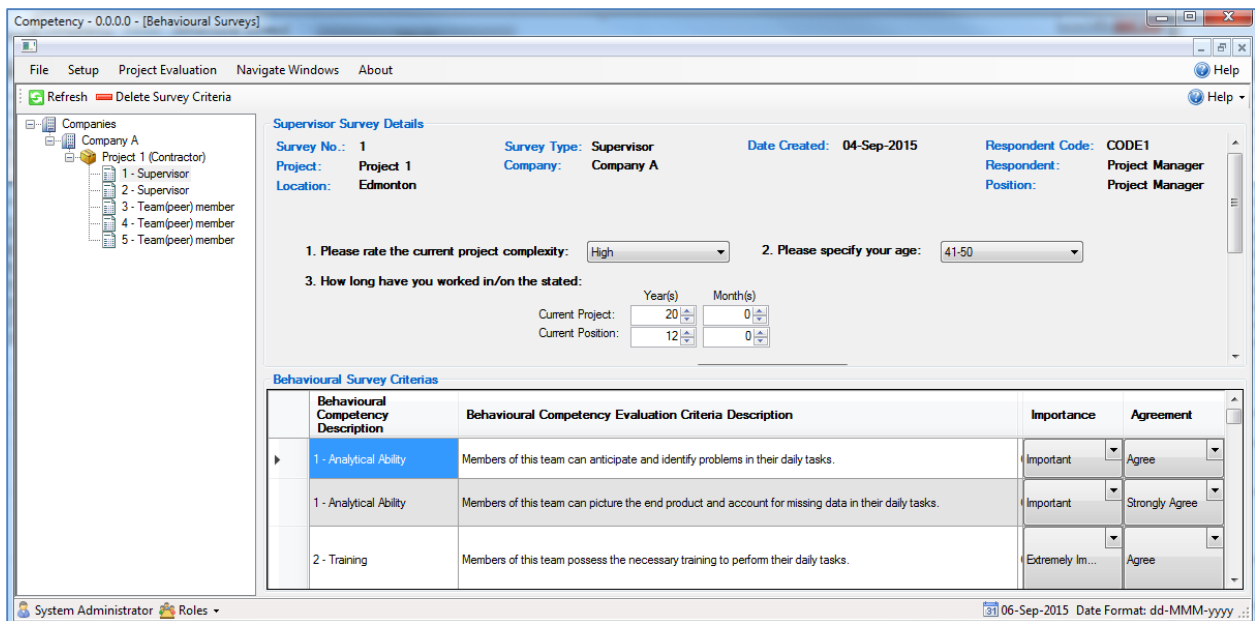 Competency - 0.0.0.0 - [Behavioural Surveys]
File Setup Project Evaluation Navigate Windows About Help
Refresh Delete Survey Criteria Help
Companies
Company A
Project 1 (Contractor)
1 - Supervisor
2 - Supervisor
3 - Team(peer) member
4 - Team(peer) member
5 - Team(peer) member
Supervisor Survey Details
Survey No.: 1 Survey Type: Supervisor Date Created: 04-Sep-2015 Respondent Code: CODE1
Project: Project 1 Company: Company A Respondent: Project Manager
Location: Edmonton Position: Project Manager
1. Please rate the current project complexity: High 2. Please specify your age: 41-50
3. How long have you worked in/on the stated:
Year(s) Month(s)
Current Project: 20 0
Current Position: 12 0
Behavioural Survey Criterias
Behavioural Competency Description Behavioural Competency Evaluation Criteria Description Importance Agreement
1 - Analytical Ability Members of this team can anticipate and identify problems in their daily tasks. Important Agree
1 - Analytical Ability Members of this team can picture the end product and account for missing data in their daily tasks. Important Strongly Agree
2 - Training Members of this team possess the necessary training to perform their daily tasks. Extremely Im... Agree
System Administrator Roles 31 06-Sep-2015 Date Format: dd-MMM-yyyy